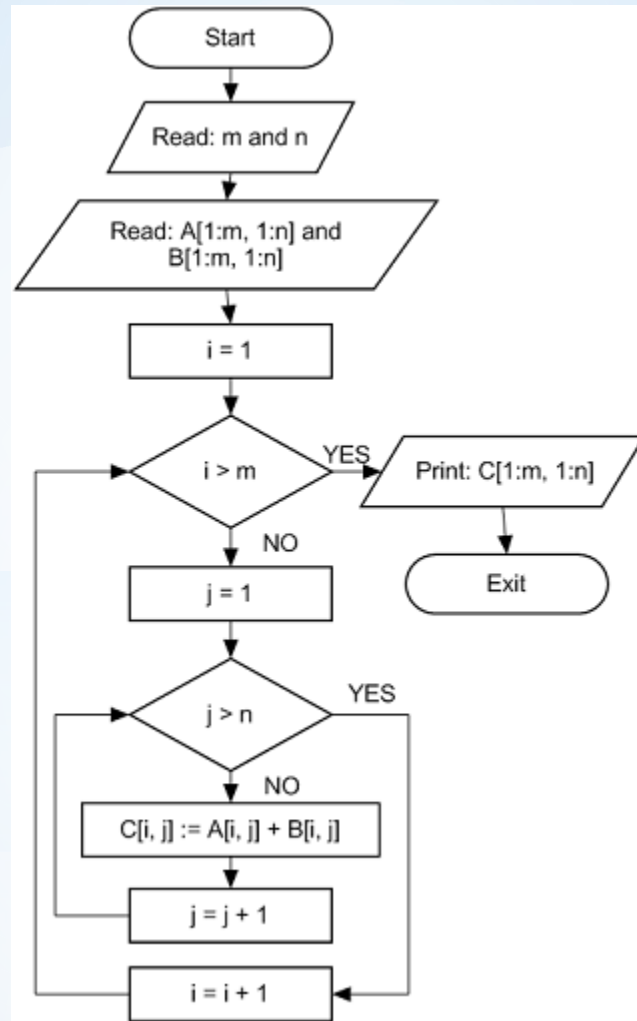 Start
Read: m and n
Read: A[1:m, 1:n] and
B[1:m, 1:n]
i = 1
i > m
YES
Print: C[1:m, 1:n]
Exit
NO
j = 1
j > n
YES
NO
C[i, j] := A[i, j] + B[i, j]
j = j + 1
i = i + 1